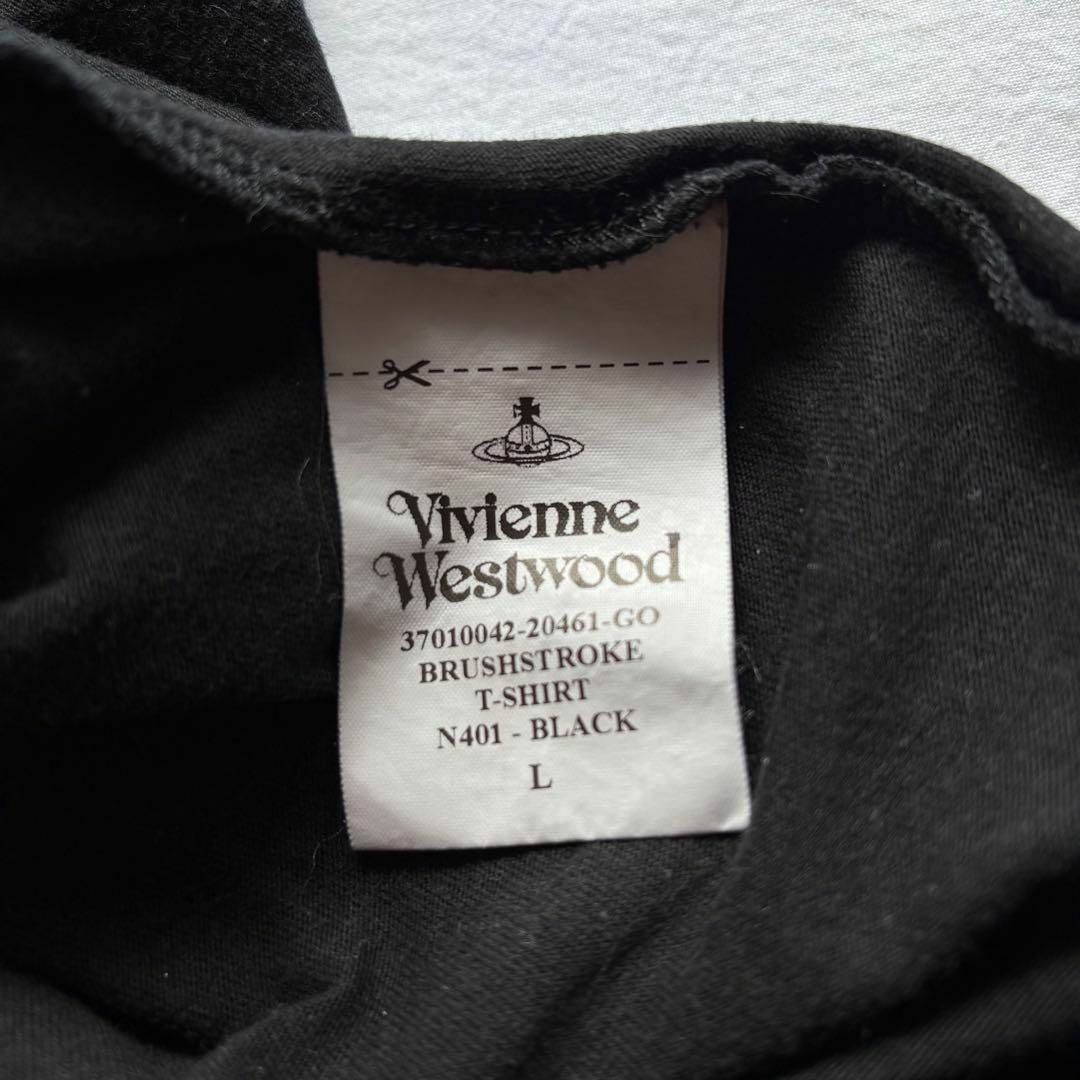 Vivienne
Westwood
37010042-20461-GO
BRUSHSTROKE
T-SHIRT
N401 - BLACK
L